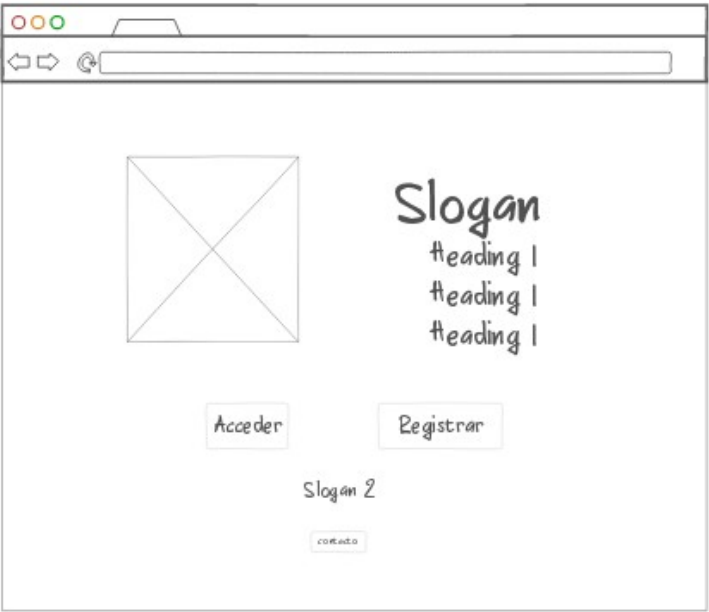 Slogan
Heading 1
Heading 1
Heading 1
Acceder
Registrar
Slogan 2
contacto